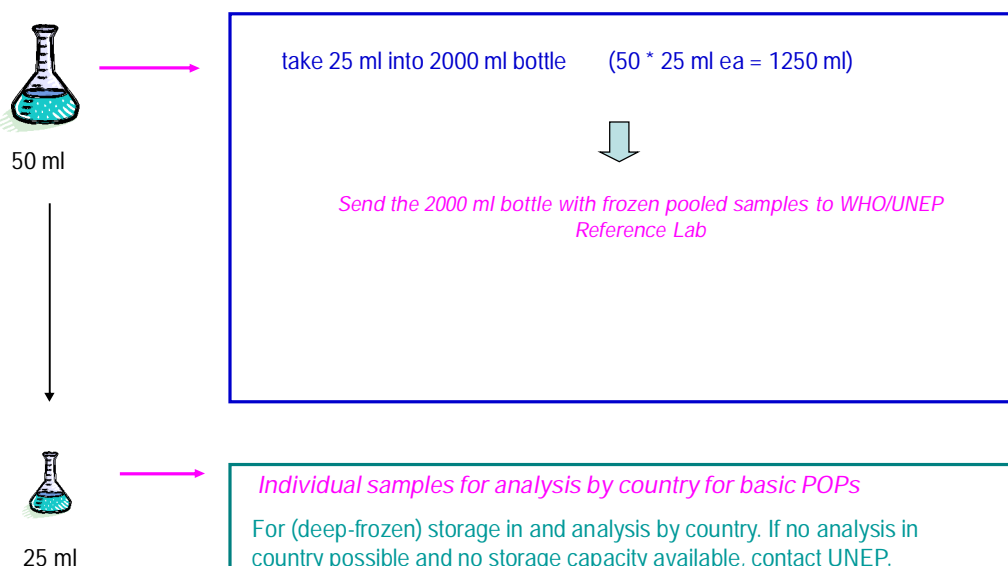 take 25 ml into 2000 ml bottle (50 * 25 ml ea = 1250 ml)
50 ml
Send the 2000 ml bottle with frozen pooled samples to WHO/UNEP
Reference Lab
Individual samples for analysis by country for basic POPs
For (deep-frozen) storage in and analysis by country. If no analysis in
country possible and no storage capacity available, contact UNEP.
25 ml